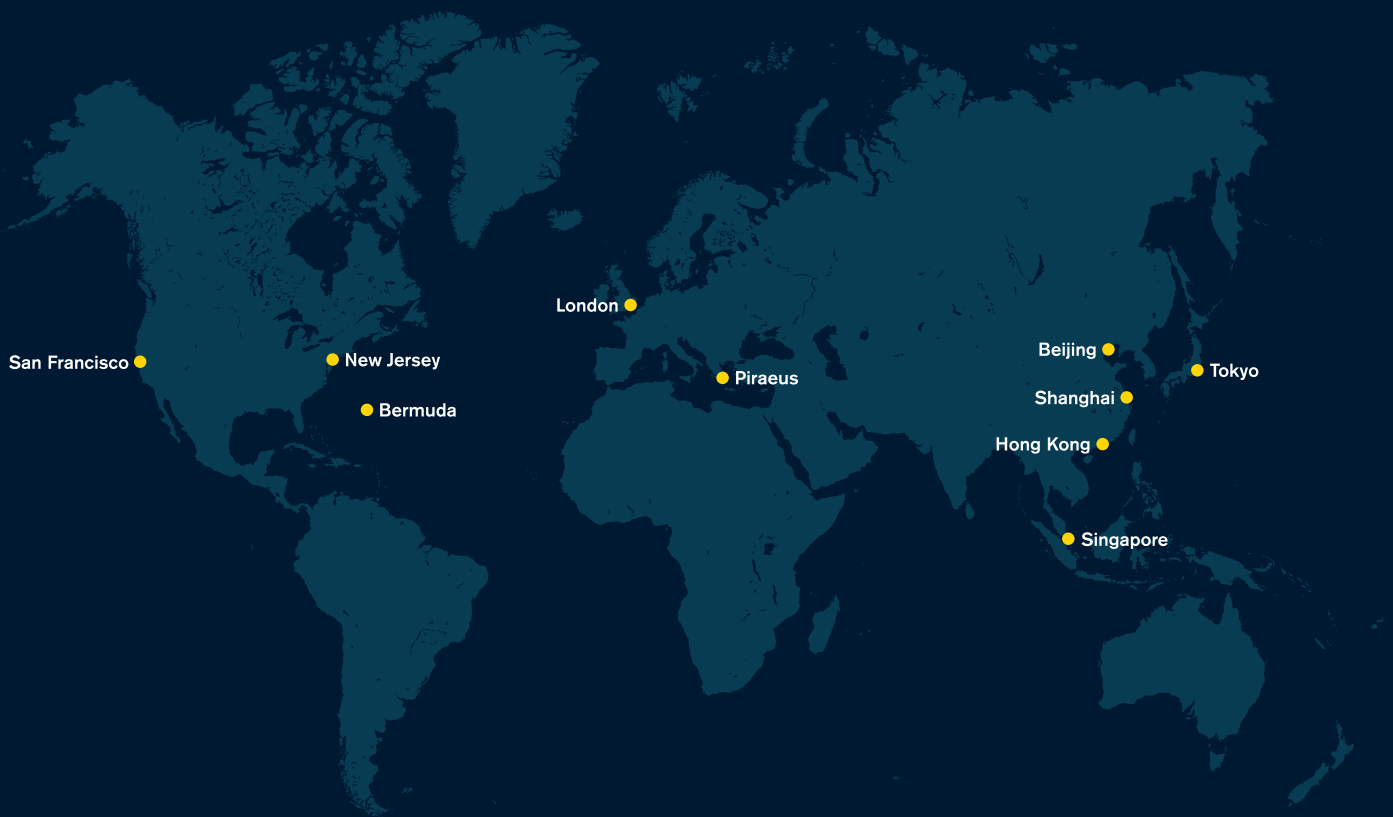 London
Beijing
San Francisco
New Jersey
Tokyo
Piraeus
Shanghai
Bermuda
Hong Kong
Singapore